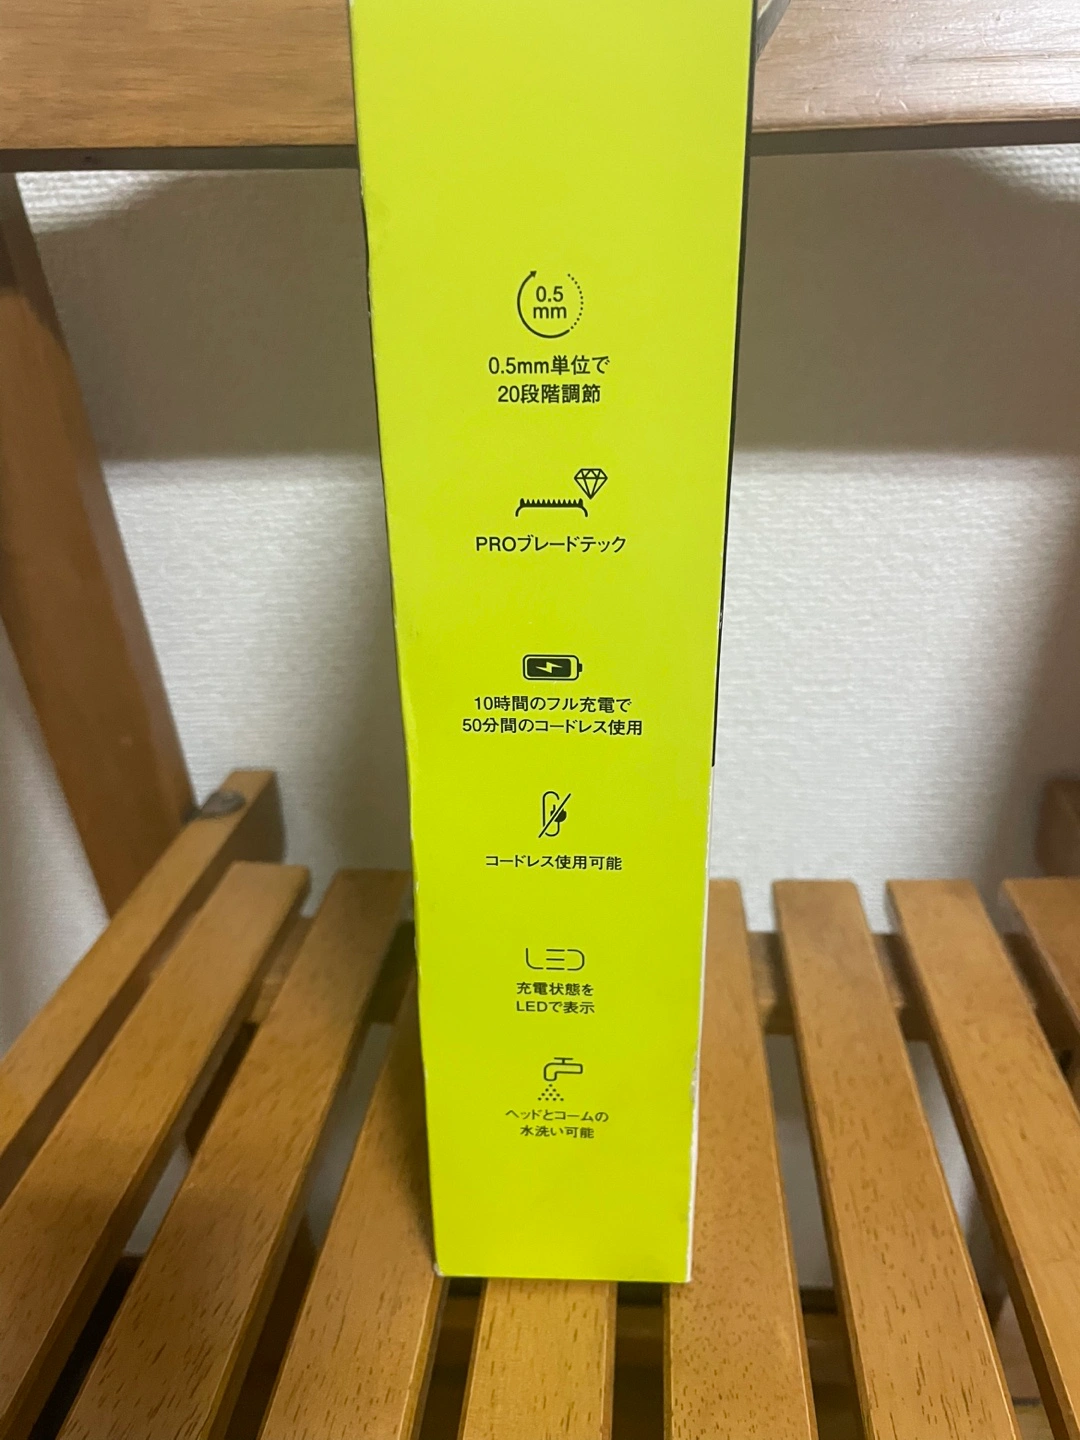 0.5
mm
0.5mm単位で
20段階調節
PROブレードテック
10時間のフル充電で
50分間のコードレス使用
コードレス使用可能
LED
充電状態を
LEDで表示
ヘッドとコームの
水洗い可能